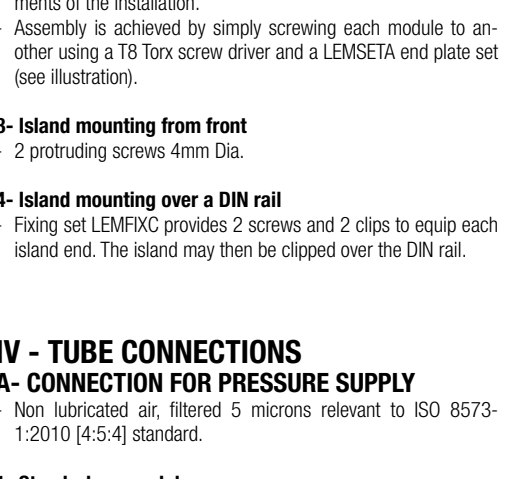 ments of the installation.
- Assembly is achieved by simply screwing each module to an-
other using a T8 Torx screw driver and a LEMSETA end plate set
(see illustration).
3- Island mounting from front
- 2 protruding screws 4mm Dia.
4- Island mounting over a DIN rail
- Fixing set LEMFIXC provides 2 screws and 2 clips to equip each
island end. The island may then be clipped over the DIN rail.
IV - TUBE CONNECTIONS
A- CONNECTION FOR PRESSURE SUPPLY
- Non lubricated air, filtered 5 microns relevant to ISO 8573-
1:2010 [4:5:4] standard.